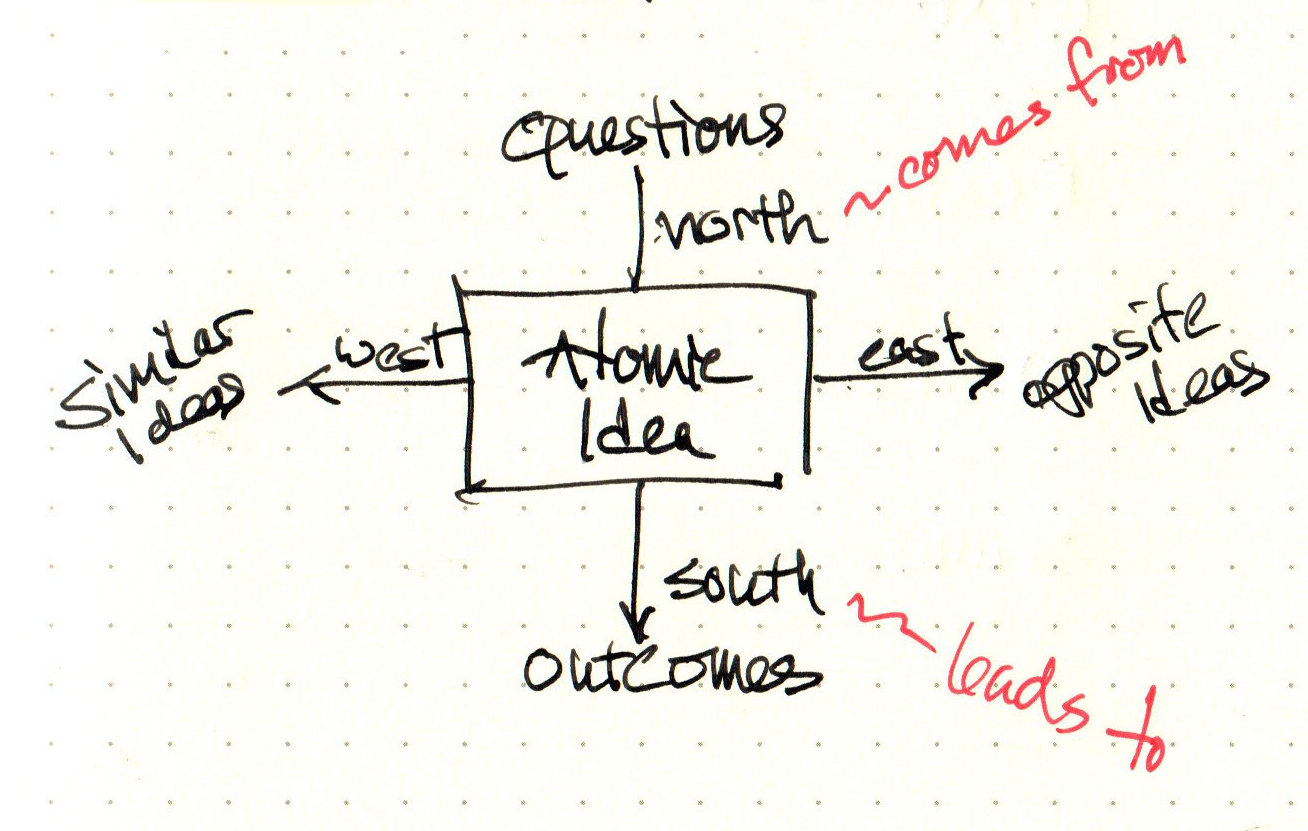 Questions
north ~ comes from
Similar
Ideas
west
Atomic
Idea
east
opposite
Ideas
south ~ leads to
Outcomes